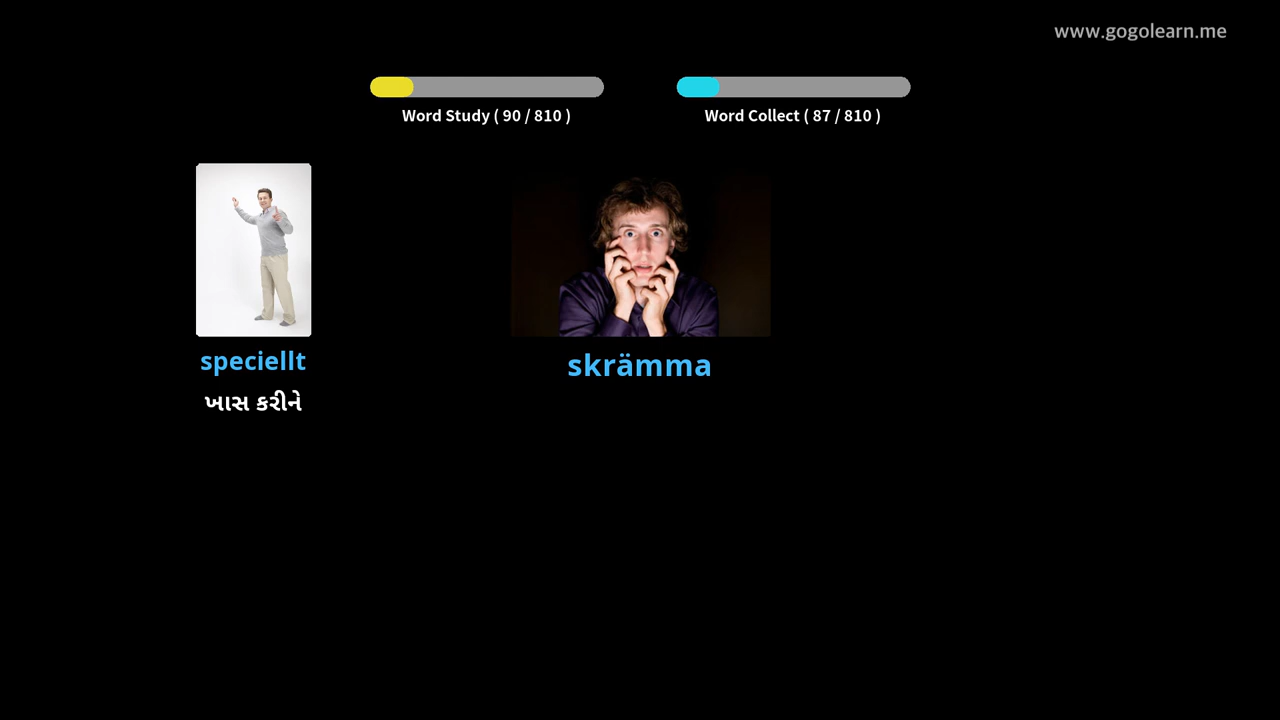 www.gogolearn.me
Word Study ( 90 / 810 )
Word Collect ( 87 / 810 )
speciellt
ખાસ કરીને
skrämma